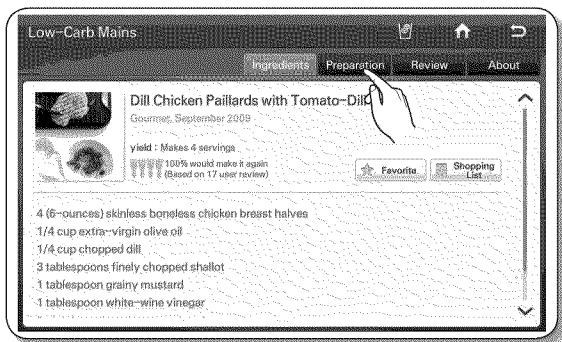 Low-Carb Mains
Ingredients Preparation Review About
Dill Chicken Paillards with Tomato-Dill
Gourmet, September 2009
yield : Makes 4 servings
100% would make it again
(Based on 17 user review)
Favorite
Shopping
List
4 (6-ounces) skinless boneless chicken breast halves
1/4 cup extra-virgin olive oil
1/4 cup chopped dill
3 tablespoons finely chopped shallot
1 tablespoon grainy mustard
1 tablespoon white-wine vinegar